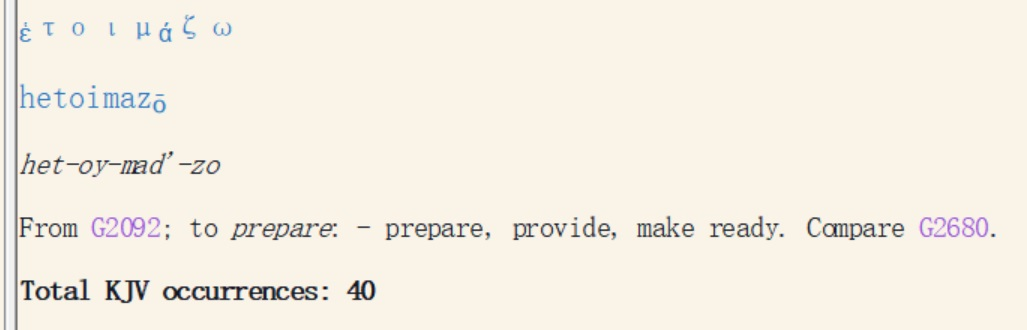 ἑτοιμάζω
hetoimazō
het-oy-mad’-zo
From G2092; to prepare: - prepare, provide, make ready. Compare G2680.
Total KJV occurrences: 40